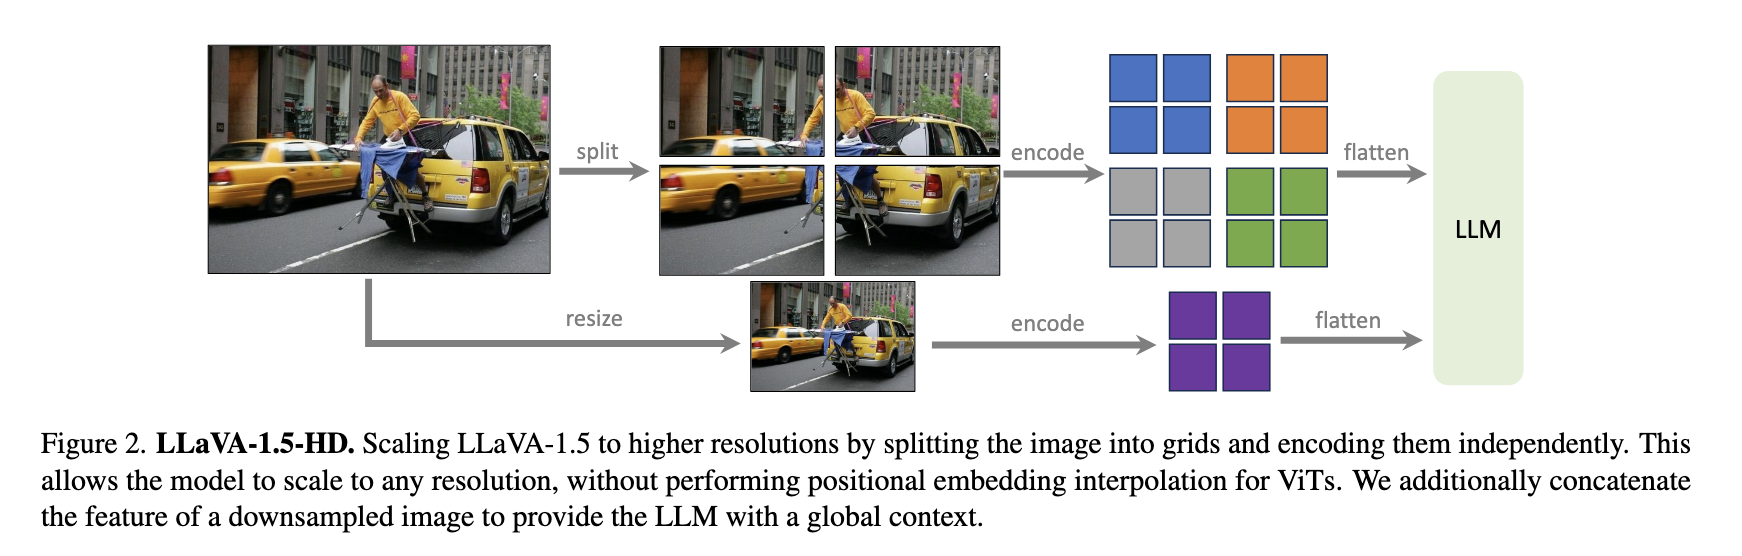 split
encode
flatten
LLM
resize
encode
flatten
Figure 2. LLaVA-1.5-HD. Scaling LLaVA-1.5 to higher resolutions by splitting the image into grids and encoding them independently. This
allows the model to scale to any resolution, without performing positional embedding interpolation for ViTs. We additionally concatenate
the feature of a downsampled image to provide the LLM with a global context.